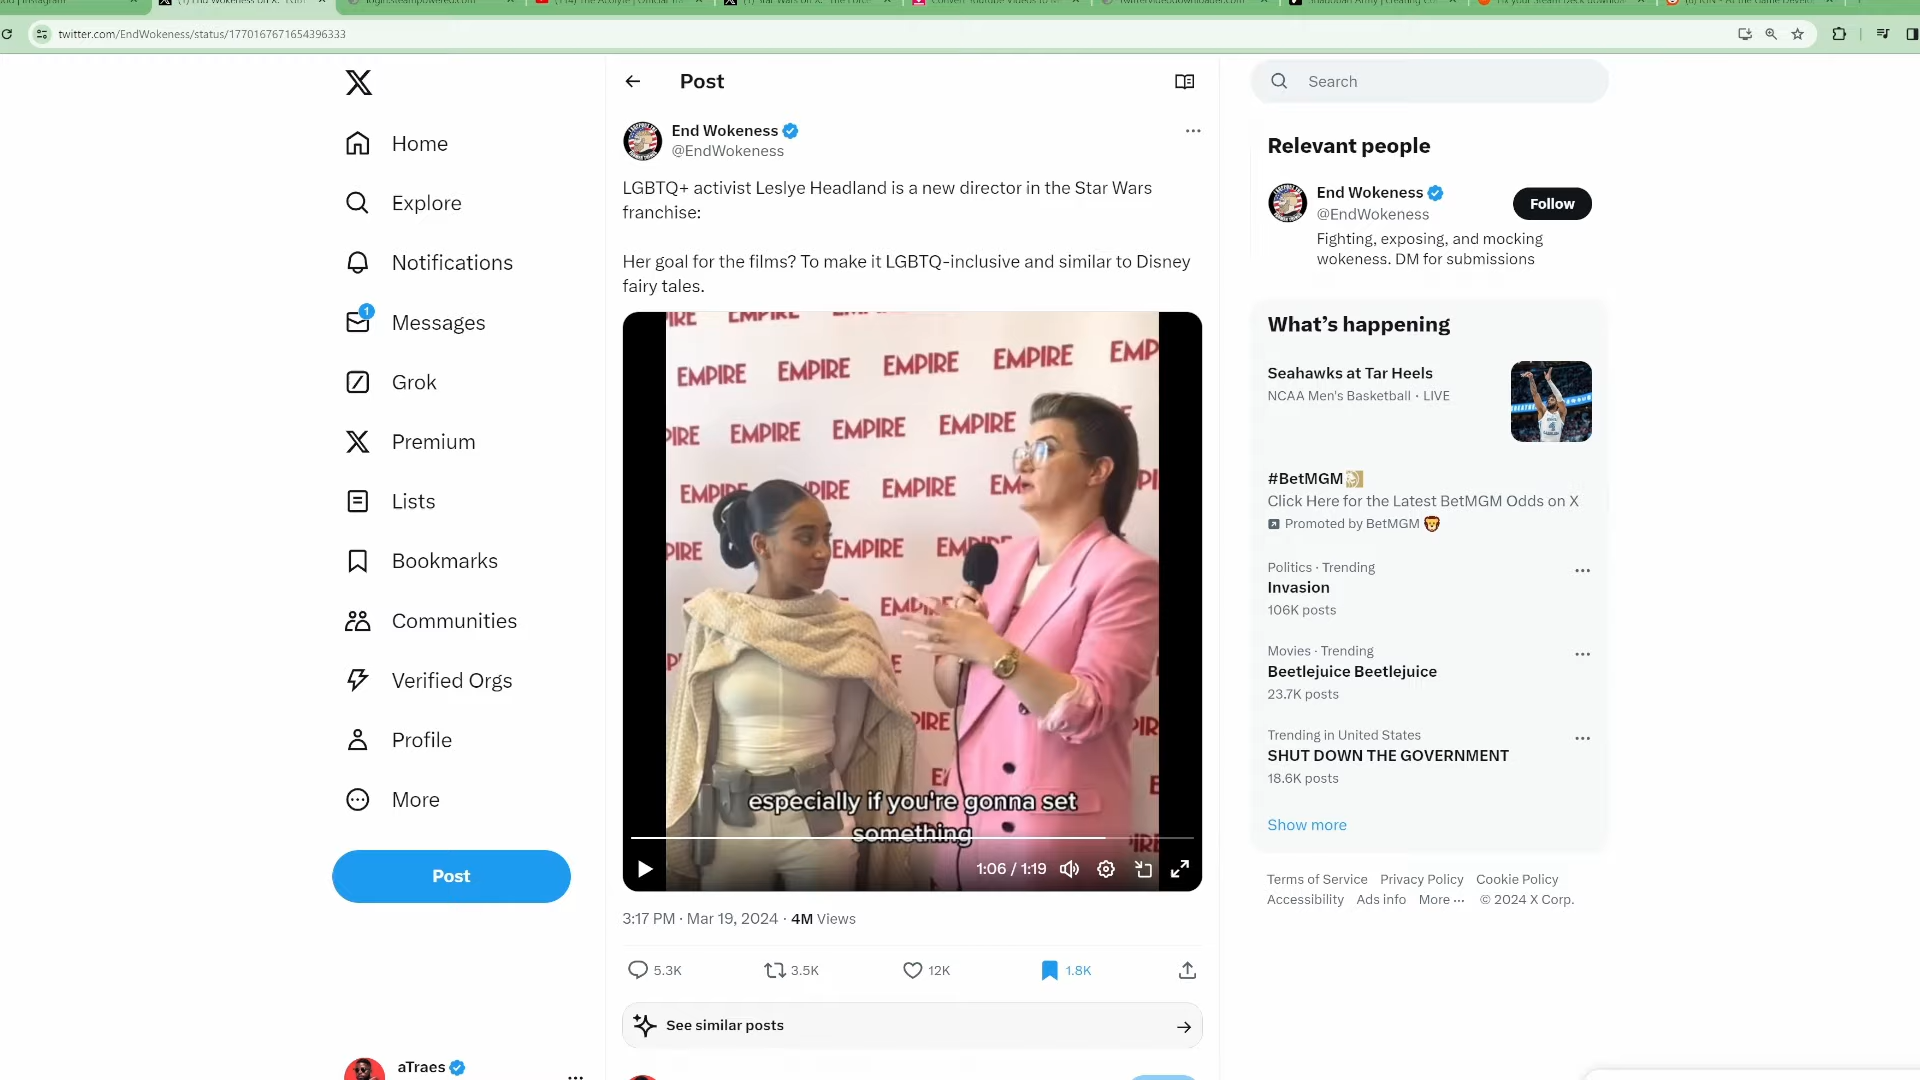 twitter.com/EndWokeness/status/1770167671654396333
Home
Explore
Notifications
1
Messages
Grok
Premium
Lists
Bookmarks
Communities
Verified Orgs
Profile
More
Post
aTraes
Post
End Wokeness
@EndWokeness
LGBTQ+ activist Leslye Headland is a new director in the Star Wars
franchise:
Her goal for the films? To make it LGBTQ-inclusive and similar to Disney
fairy tales.
EMPIRE EMPIRE EMPIRE EMPIRE
EMPIRE EMPIRE EMPIRE
EMPIRE
EMPIRE
especially if you're gonna set
something
1:06 / 1:19
3:17 PM · Mar 19, 2024 · 4M Views
5.3K 3.5K 12K 1.8K
See similar posts
Search
Relevant people
End Wokeness
@EndWokeness
Follow
Fighting, exposing, and mocking
wokeness. DM for submissions
What's happening
Seahawks at Tar Heels
NCAA Men's Basketball · LIVE
#BetMGM
Click Here for the Latest BetMGM Odds on X
Promoted by BetMGM
Politics · Trending
Invasion
106K posts
Movies · Trending
Beetlejuice Beetlejuice
23.7K posts
Trending in United States
SHUT DOWN THE GOVERNMENT
18.6K posts
Show more
Terms of Service Privacy Policy Cookie Policy
Accessibility Ads info More ··· © 2024 X Corp.